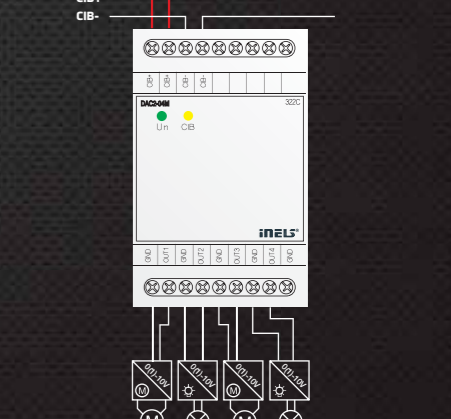 CIB-
CIB+ CIB+ CIB- CIB-
DAC2-04M 322C
Un CIB
iNELS®
GND OUT1 GND OUT2 GND OUT3 GND OUT4 GND
0(1)-10V 0(1)-10V 0(1)-10V 0(1)-10V
M M
M M